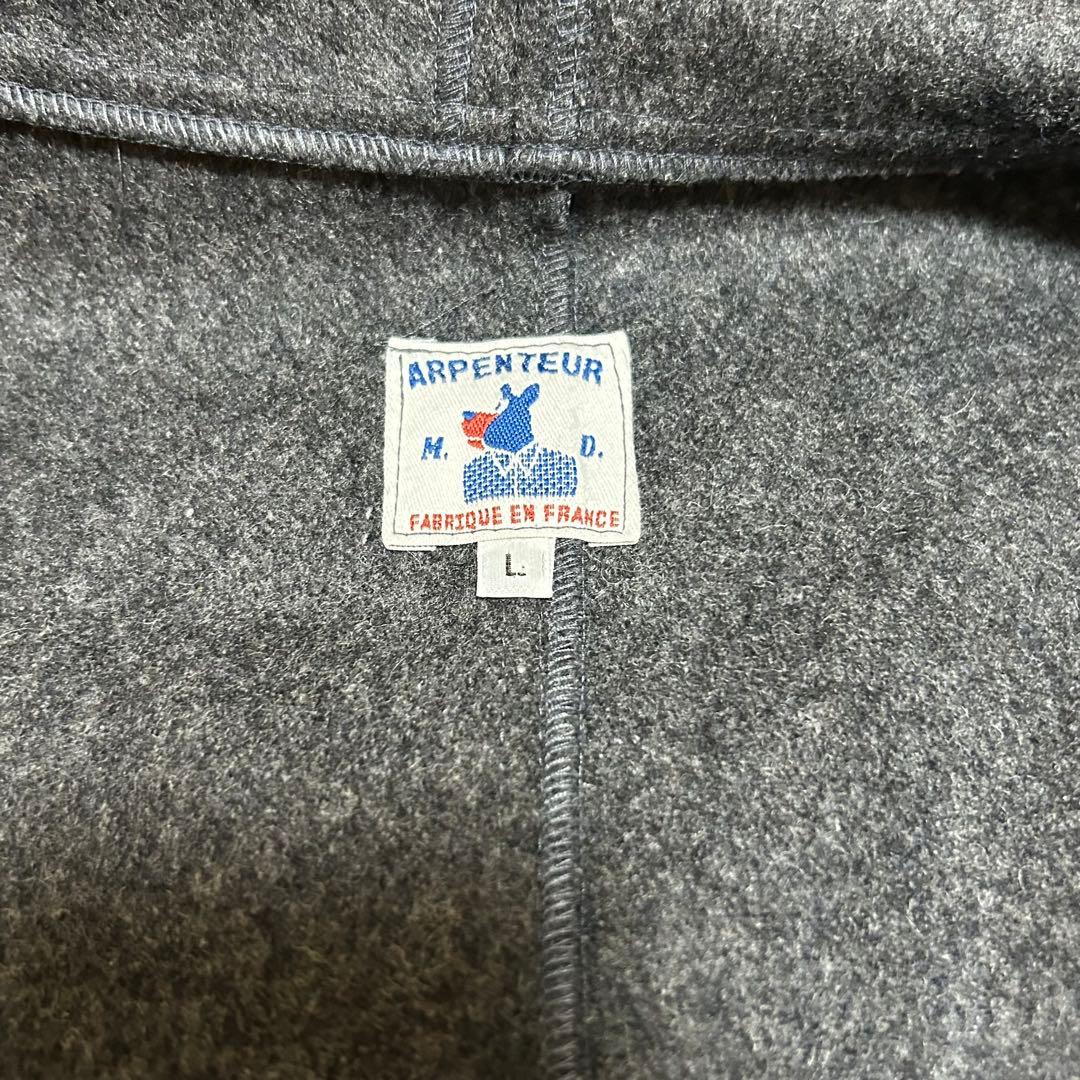 ARPENTEUR
M. D.
FABRIQUE EN FRANCE
L.